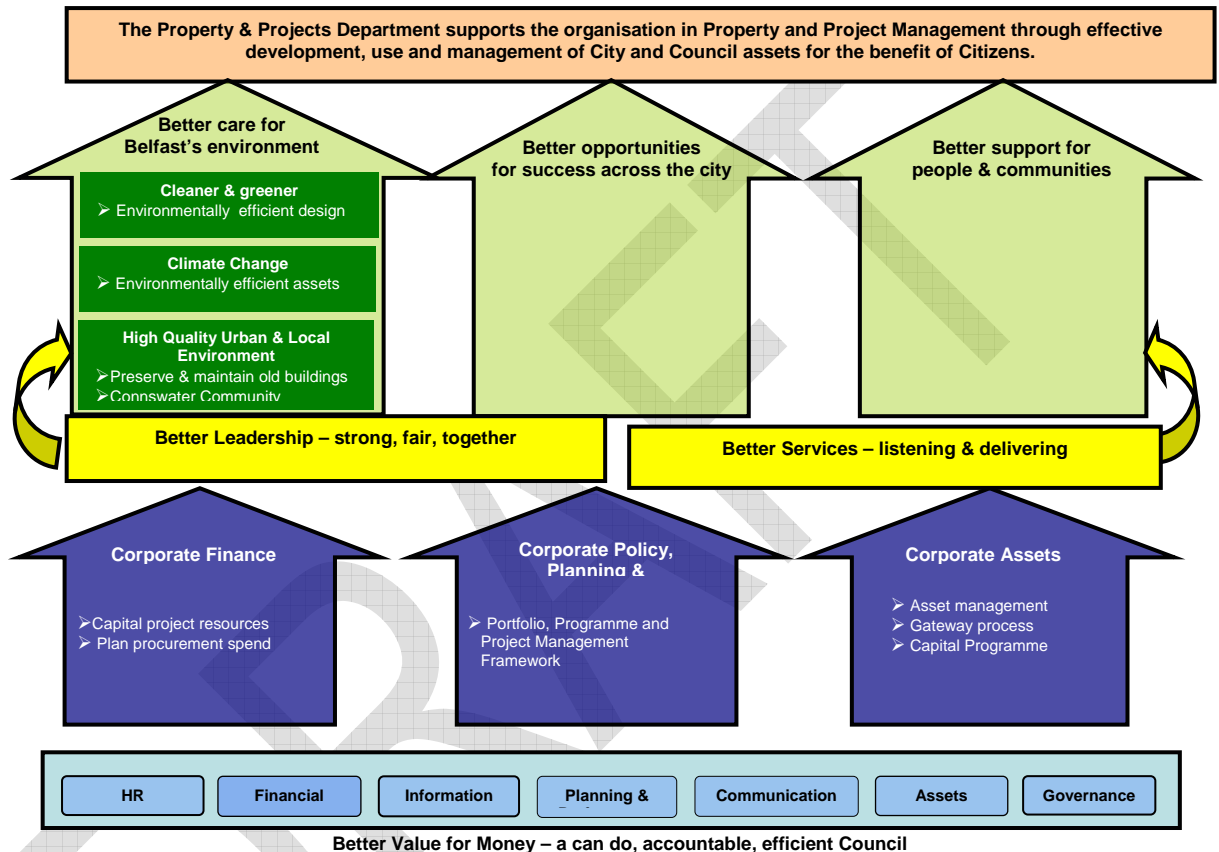 The Property & Projects Department supports the organisation in Property and Project Management through effective
development, use and management of City and Council assets for the benefit of Citizens.
Better care for
Belfast's environment
Cleaner & greener
➢ Environmentally efficient design
Climate Change
➢ Environmentally efficient assets
High Quality Urban & Local
Environment
➢Preserve & maintain old buildings
➢Connswater Community
Better opportunities
for success across the city
Better support for
people & communities
Better Leadership – strong, fair, together
Better Services – listening & delivering
Corporate Finance
➢Capital project resources
➢ Plan procurement spend
Corporate Policy,
Planning &
➢ Portfolio, Programme and
Project Management
Framework
Corporate Assets
➢ Asset management
➢ Gateway process
➢ Capital Programme
HR
Financial
Information
Planning &
Communication
Assets
Governance
Better Value for Money – a can do, accountable, efficient Council
DRAFT